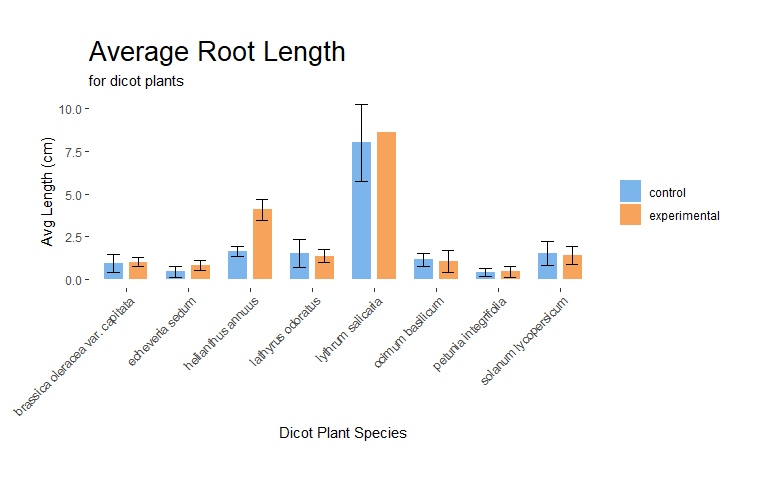 Average Root Length
for dicot plants
Avg Length (cm)
10.0
7.5
5.0
2.5
0.0
brassica oleracea var. capitata
echeveria sedum
helianthus annuus
lathyrus odoratus
lythrum salicaria
ocimum basilicum
petunia integrifolia
solanum lycopersicum
Dicot Plant Species
control
experimental